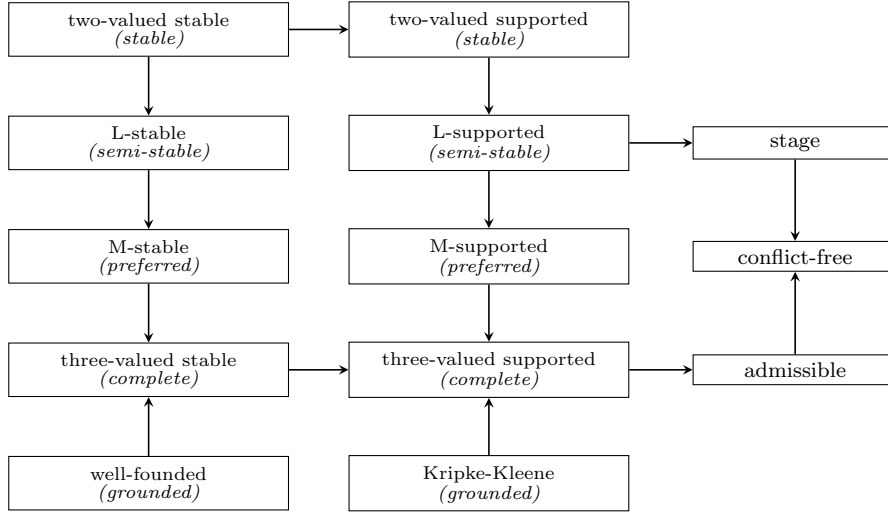 two-valued stable
(stable)
two-valued supported
(stable)
L-stable
(semi-stable)
L-supported
(semi-stable)
stage
M-stable
(preferred)
M-supported
(preferred)
conflict-free
three-valued stable
(complete)
three-valued supported
(complete)
admissible
well-founded
(grounded)
Kripke-Kleene
(grounded)